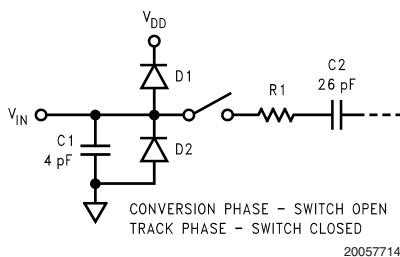 VDD
D1
C2
R1
26 pF
VIN
C1
D2
4 pF
CONVERSION PHASE – SWITCH OPEN
TRACK PHASE – SWITCH CLOSED
20057714